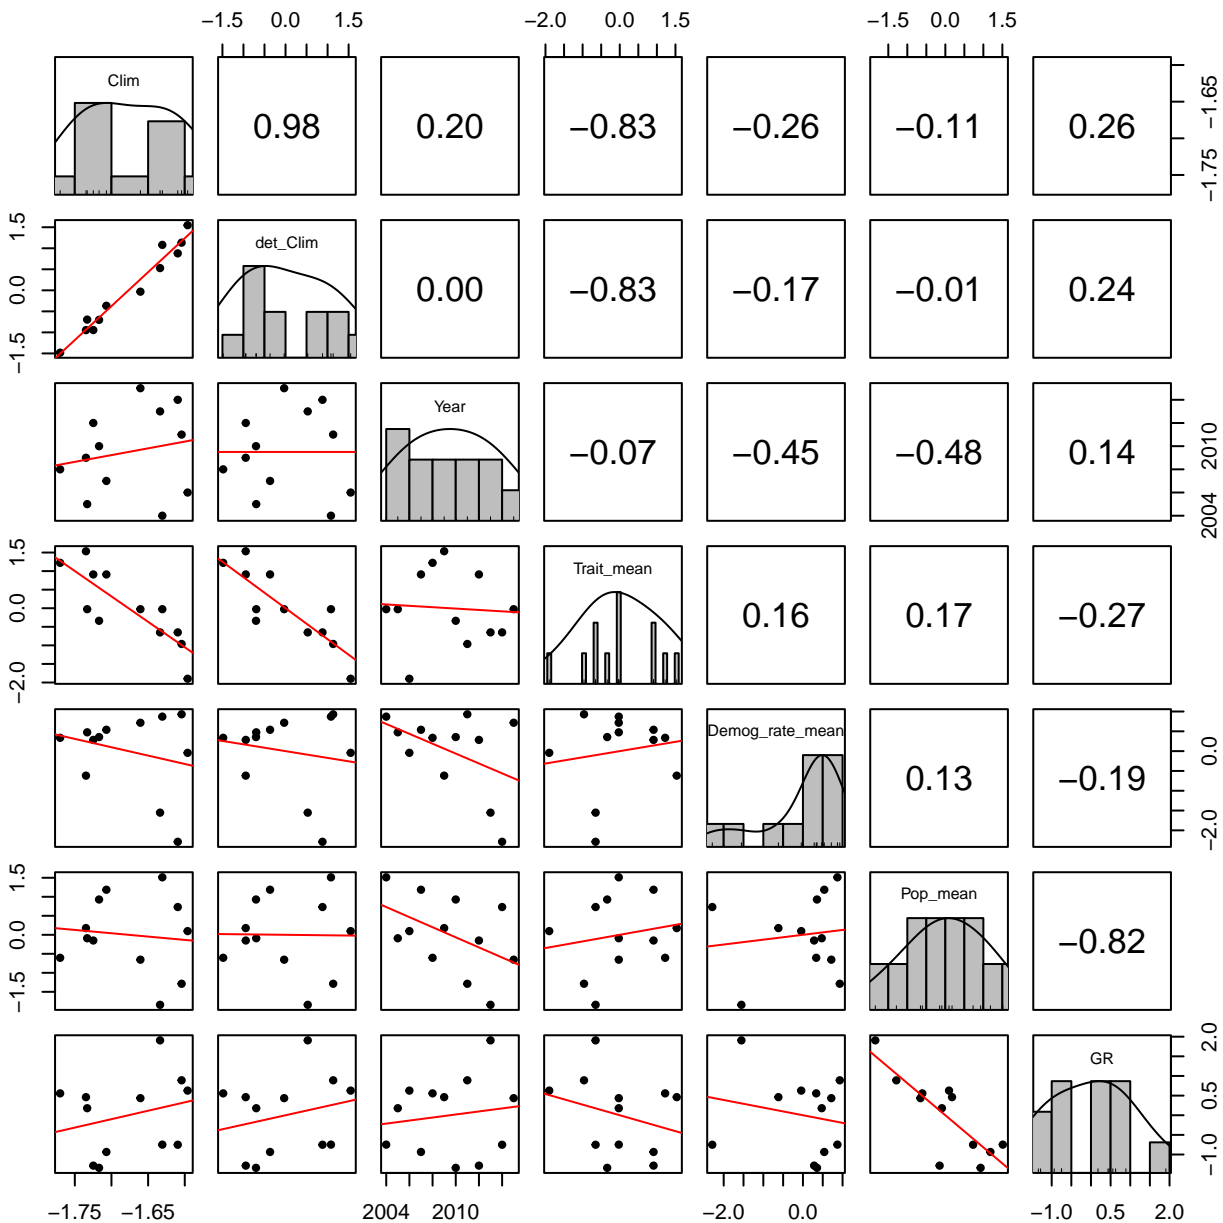 −1.5 0.0 1.5 −2.0 0.0 1.5 −1.5 0.0 1.5
Clim
0.98 0.20 −0.83 −0.26 −0.11 0.26
−1.75 −1.65
−1.5 0.0 1.5
det_Clim
0.00 −0.83 −0.17 −0.01 0.24
Year
−0.07 −0.45 −0.48 0.14
2004 2010
−2.0 0.0 1.5
Trait_mean
0.16 0.17 −0.27
Demog_rate_mean
0.13 −0.19
−2.0 0.0
−1.5 0.0 1.5
Pop_mean
−0.82
GR
−1.0 0.5 2.0
−1.75 −1.65 2004 2010 −2.0 0.0 −1.0 0.5 2.0